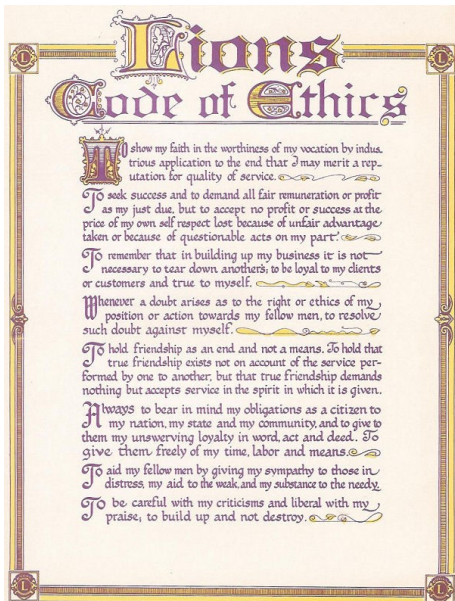 L L
Lions
Code of Ethics
To show my faith in the worthiness of my vocation by indus,
trious application to the end that I may merit a rep-
utation for quality of service.
To seek success and to demand all fair remuneration or profit
as my just due, but to accept no profit or success at the
price of my own self respect lost because of unfair advantage
taken or because of questionable acts on my part.
To remember that in building up my business it is not
necessary to tear down another's; to be loyal to my clients
or customers and true to myself.
Whenever a doubt arises as to the right or ethics of my
position or action towards my fellow men, to resolve
such doubt against myself.
To hold friendship as an end and not a means. To hold that
true friendship exists not on account of the service per-
formed by one to another, but that true friendship demands
nothing but accepts service in the spirit in which it is given.
Always to bear in mind my obligations as a citizen to
my nation, my state and my community, and to give to
them my unswerving loyalty in word, act and deed. To
give them freely of my time, labor and means.
To aid my fellow men by giving my sympathy to those in
distress, my aid to the weak, and my substance to the needy.
To be careful with my criticisms and liberal with my
praise; to build up and not destroy.
L L